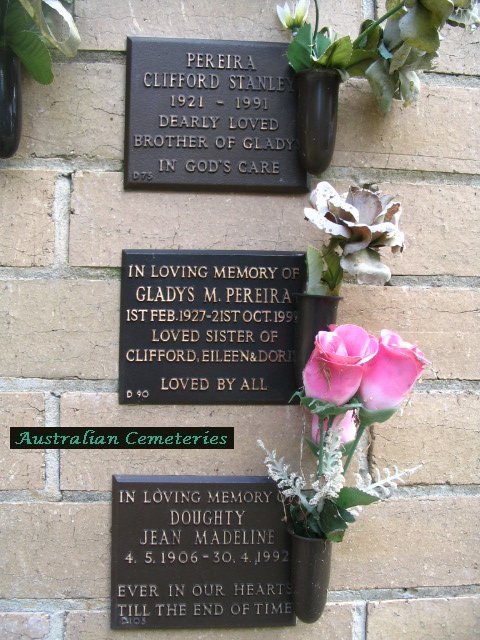 PEREIRA
CLIFFORD STANLEY
1921 - 1991
DEARLY LOVED
BROTHER OF GLADYS
IN GOD'S CARE
D75
IN LOVING MEMORY OF
GLADYS M. PEREIRA
1ST FEB. 1927-21ST OCT. 1999
LOVED SISTER OF
CLIFFORD, EILEEN &
LOVED BY ALL
D 90
Australian Cemeteries
IN LOVING MEMORY OF
DOUGHTY
JEAN MADELINE
4. 5. 1906 - 30. 4. 1992
EVER IN OUR HEARTS
TILL THE END OF TIME
D103